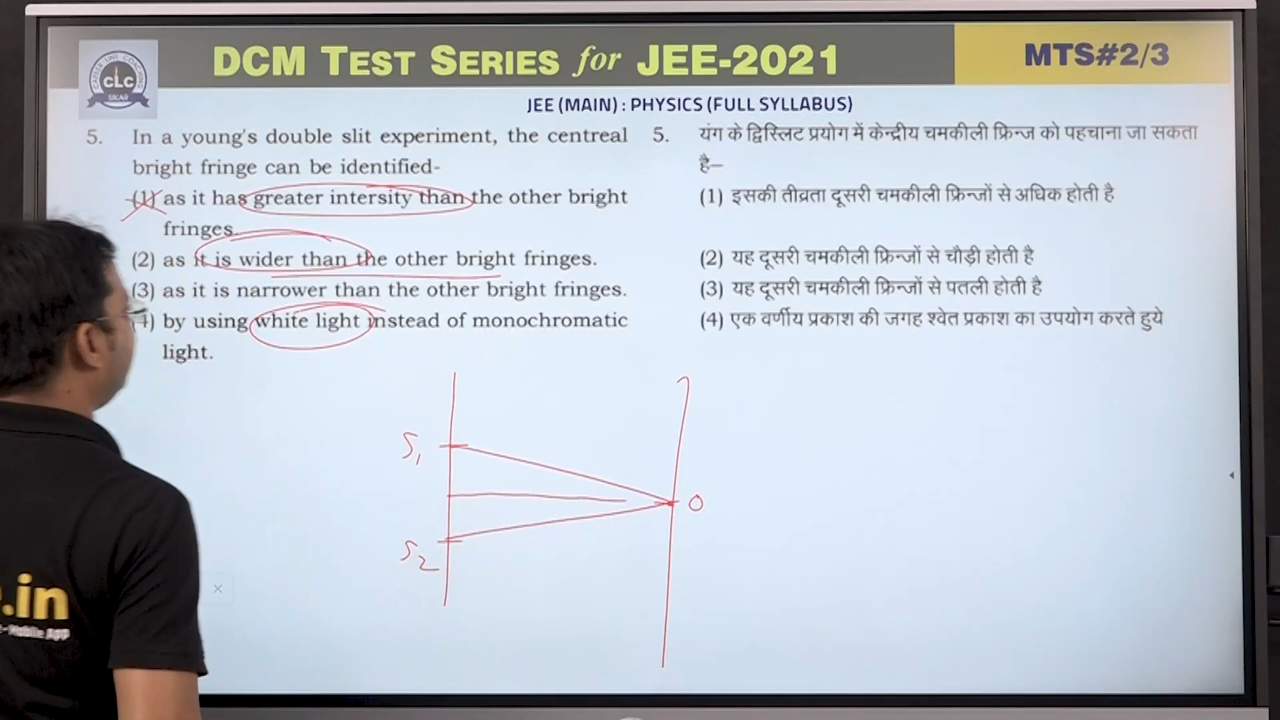 DCM TEST SERIES for JEE-2021
MTS#2/3
CLC
SIKAR
JEE (MAIN) : PHYSICS (FULL SYLLABUS)
5. In a young's double slit experiment, the centreal
bright fringe can be identified-
(1) as it has greater intersity than the other bright
fringes.
(2) as it is wider than the other bright fringes.
(3) as it is narrower than the other bright fringes.
(4) by using white light instead of monochromatic
light.
5. यंग के द्विस्लिट प्रयोग में केन्द्रीय चमकीली फ्रिन्ज को पहचाना जा सकता
है–
(1) इसकी तीव्रता दूसरी चमकीली फ्रिन्जों से अधिक होती है
(2) यह दूसरी चमकीली फ्रिन्जों से चौड़ी होती है
(3) यह दूसरी चमकीली फ्रिन्जों से पतली होती है
(4) एक वर्णीय प्रकाश की जगह श्वेत प्रकाश का उपयोग करते हुये
S1
O
S2
.in
Mobile App